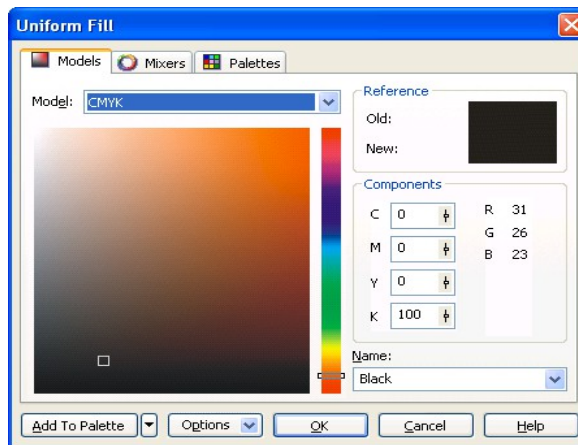 Uniform Fill
Models Mixers Palettes
Model: CMYK
Reference
Old:
New:
Components
C 0 R 31
M 0 G 26
Y 0 B 23
K 100
Name:
Black
Add To Palette Options OK Cancel Help